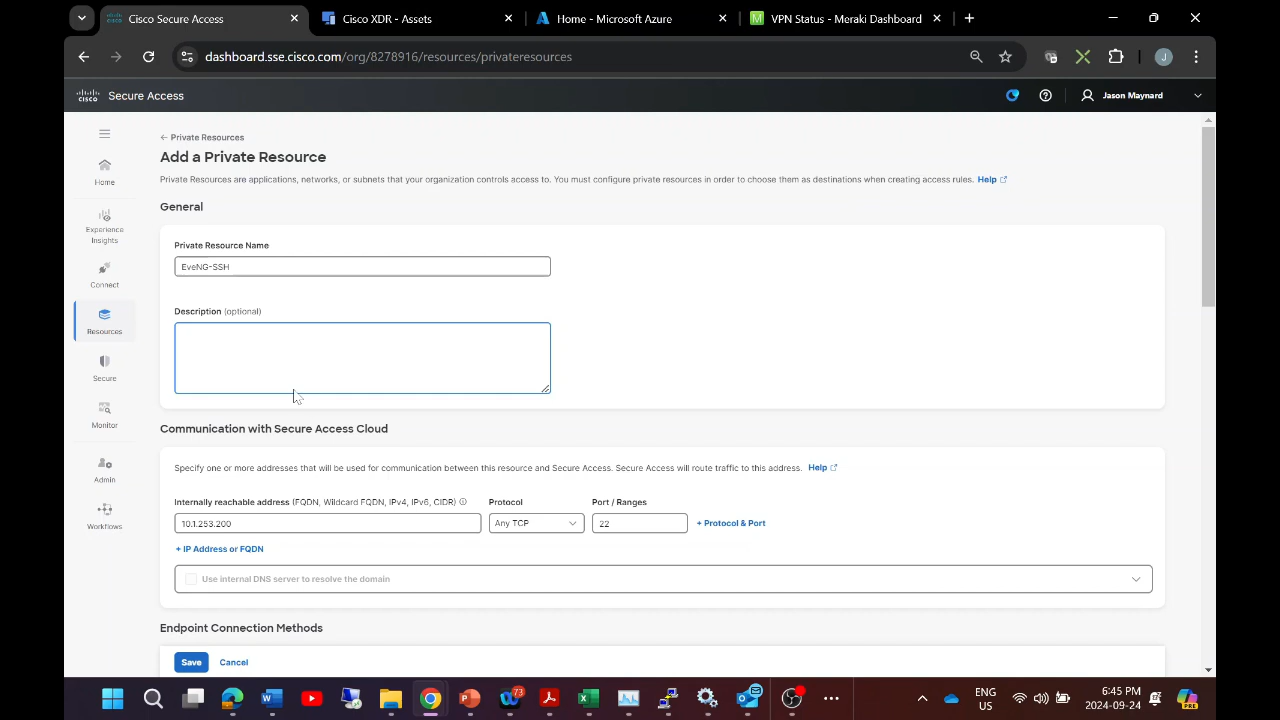 Cisco Secure Access
Cisco XDR - Assets
Home - Microsoft Azure
VPN Status - Meraki Dashboard
dashboard.sse.cisco.com/org/8278916/resources/privateresources
J
CISCO
Secure Access
Jason Maynard
Home
Experience
Insights
Connect
Resources
Secure
Monitor
Admin
Workflows
← Private Resources
Add a Private Resource
Private Resources are applications, networks, or subnets that your organization controls access to. You must configure private resources in order to choose them as destinations when creating access rules. Help
General
Private Resource Name
EveNG-SSH
Description (optional)
Communication with Secure Access Cloud
Specify one or more addresses that will be used for communication between this resource and Secure Access. Secure Access will route traffic to this address. Help
Internally reachable address (FQDN, Wildcard FQDN, IPv4, IPv6, CIDR) Protocol Port / Ranges
10.1.253.200 Any TCP 22 + Protocol & Port
+ IP Address or FQDN
Use internal DNS server to resolve the domain
Endpoint Connection Methods
Save Cancel
73
ENG
US
6:45 PM
2024-09-24
PRE